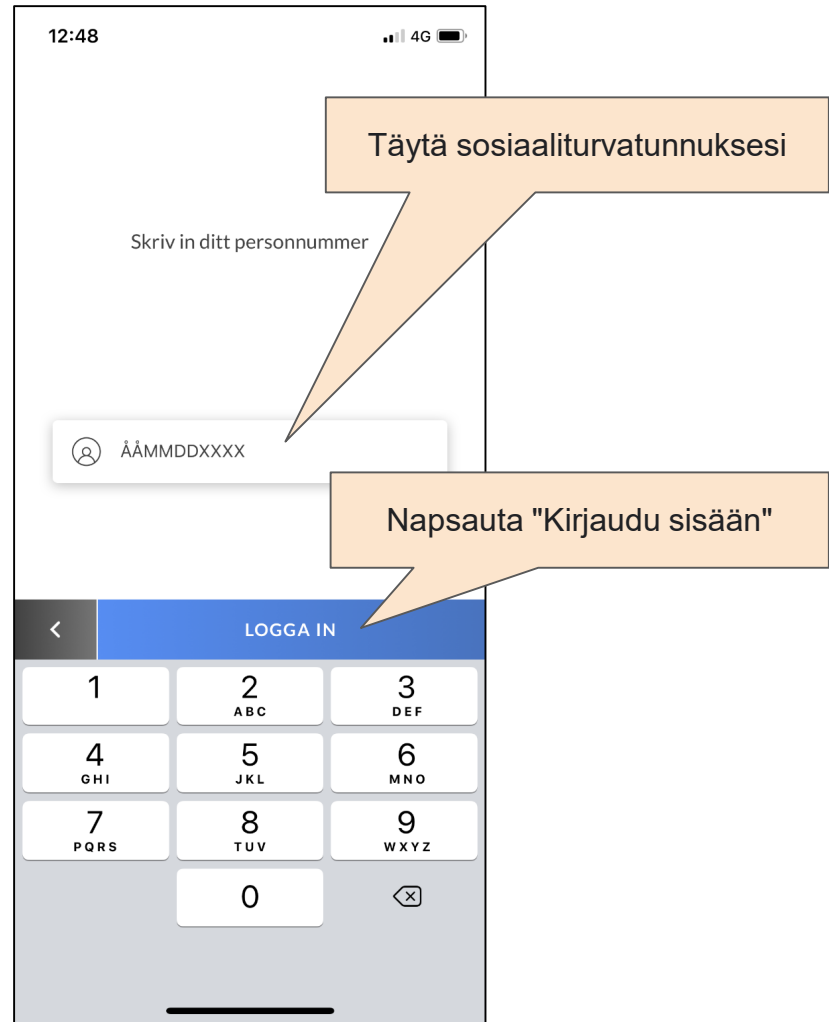 12:48
4G
Täytä sosiaaliturvatunnuksesi
Skriv in ditt personnummer
ÅÅMMDDXXXX
Napsauta "Kirjaudu sisään"
LOGGA IN
1
2
ABC
3
DEF
4
GHI
5
JKL
6
MNO
7
PQRS
8
TUV
9
WXYZ
0